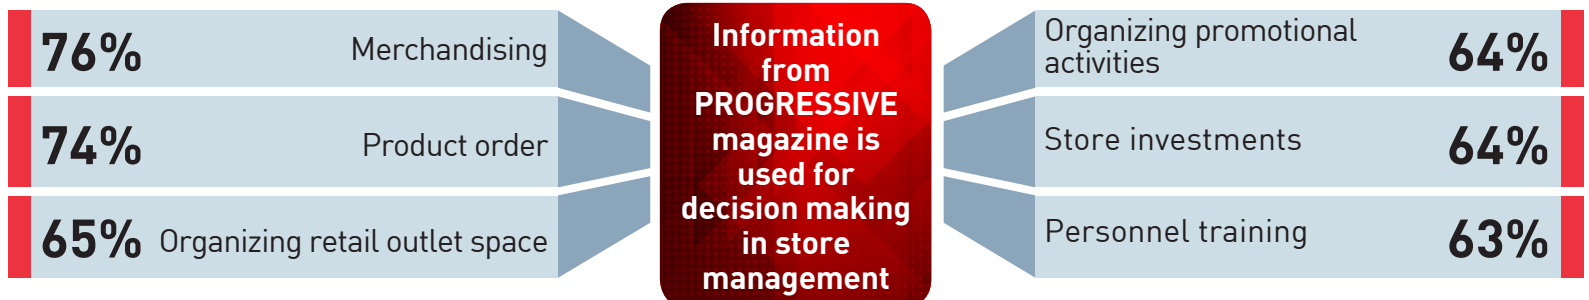 76% Merchandising
74% Product order
65% Organizing retail outlet space
Information
from
PROGRESSIVE
magazine is
used for
decision making
in store
management
Organizing promotional
activities
64%
Store investments 64%
Personnel training 63%